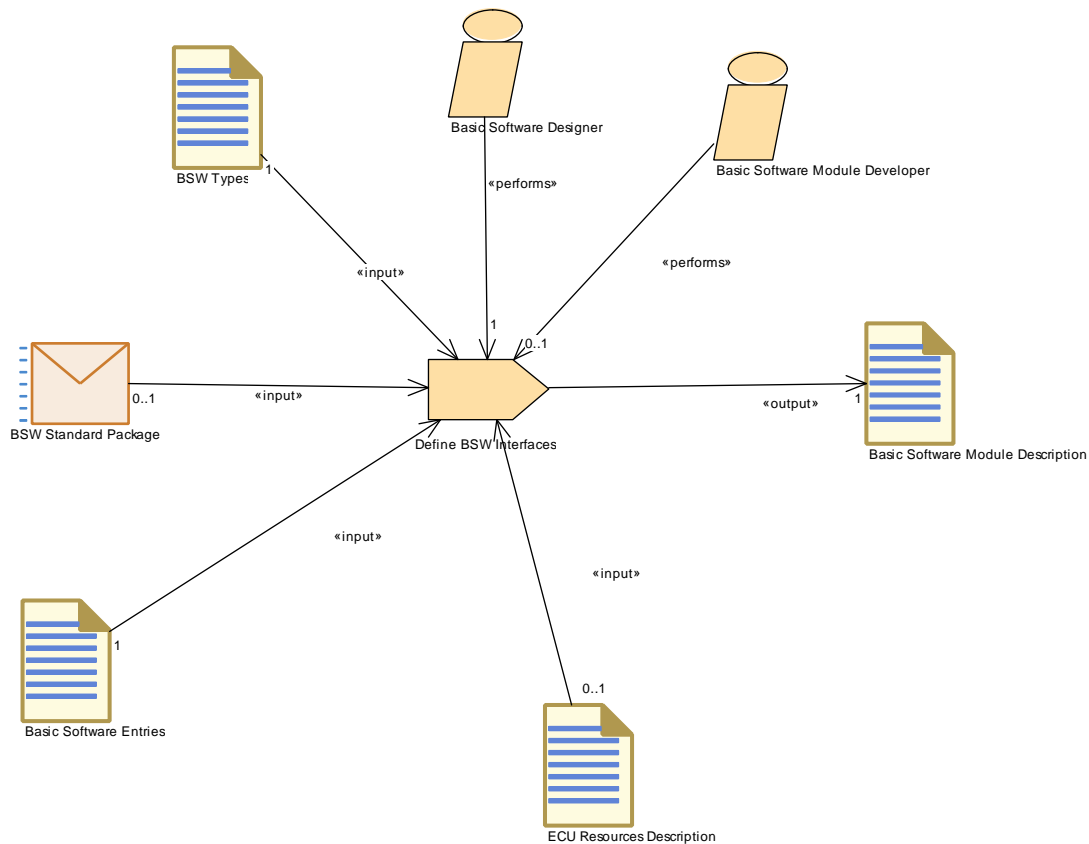 Basic Software Designer
BSW Types
1
Basic Software Module Developer
«performs»
«performs»
«input»
1
0..1
BSW Standard Package
0..1
«input»
Define BSW Interfaces
«output»
1
Basic Software Module Description
«input»
«input»
Basic Software Entries
1
0..1
ECU Resources Description